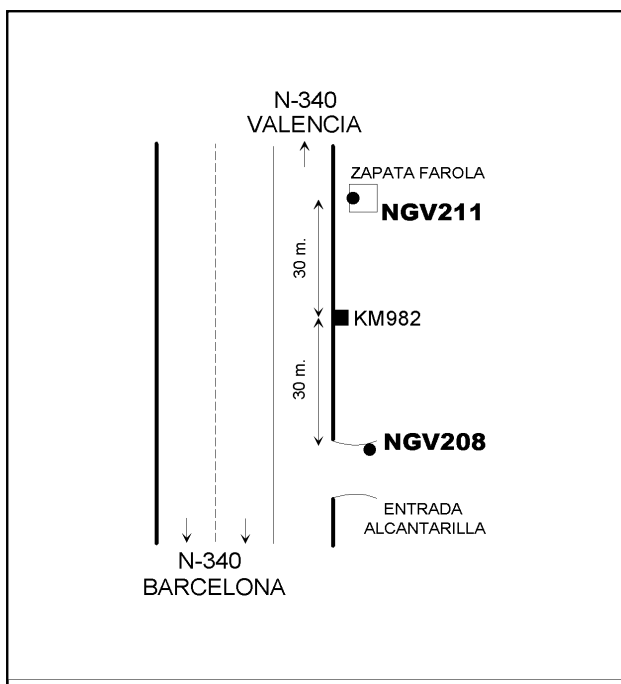 N-340
VALENCIA
ZAPATA FAROLA
NGV211
30 m.
KM982
30 m.
NGV208
ENTRADA
ALCANTARILLA
N-340
BARCELONA